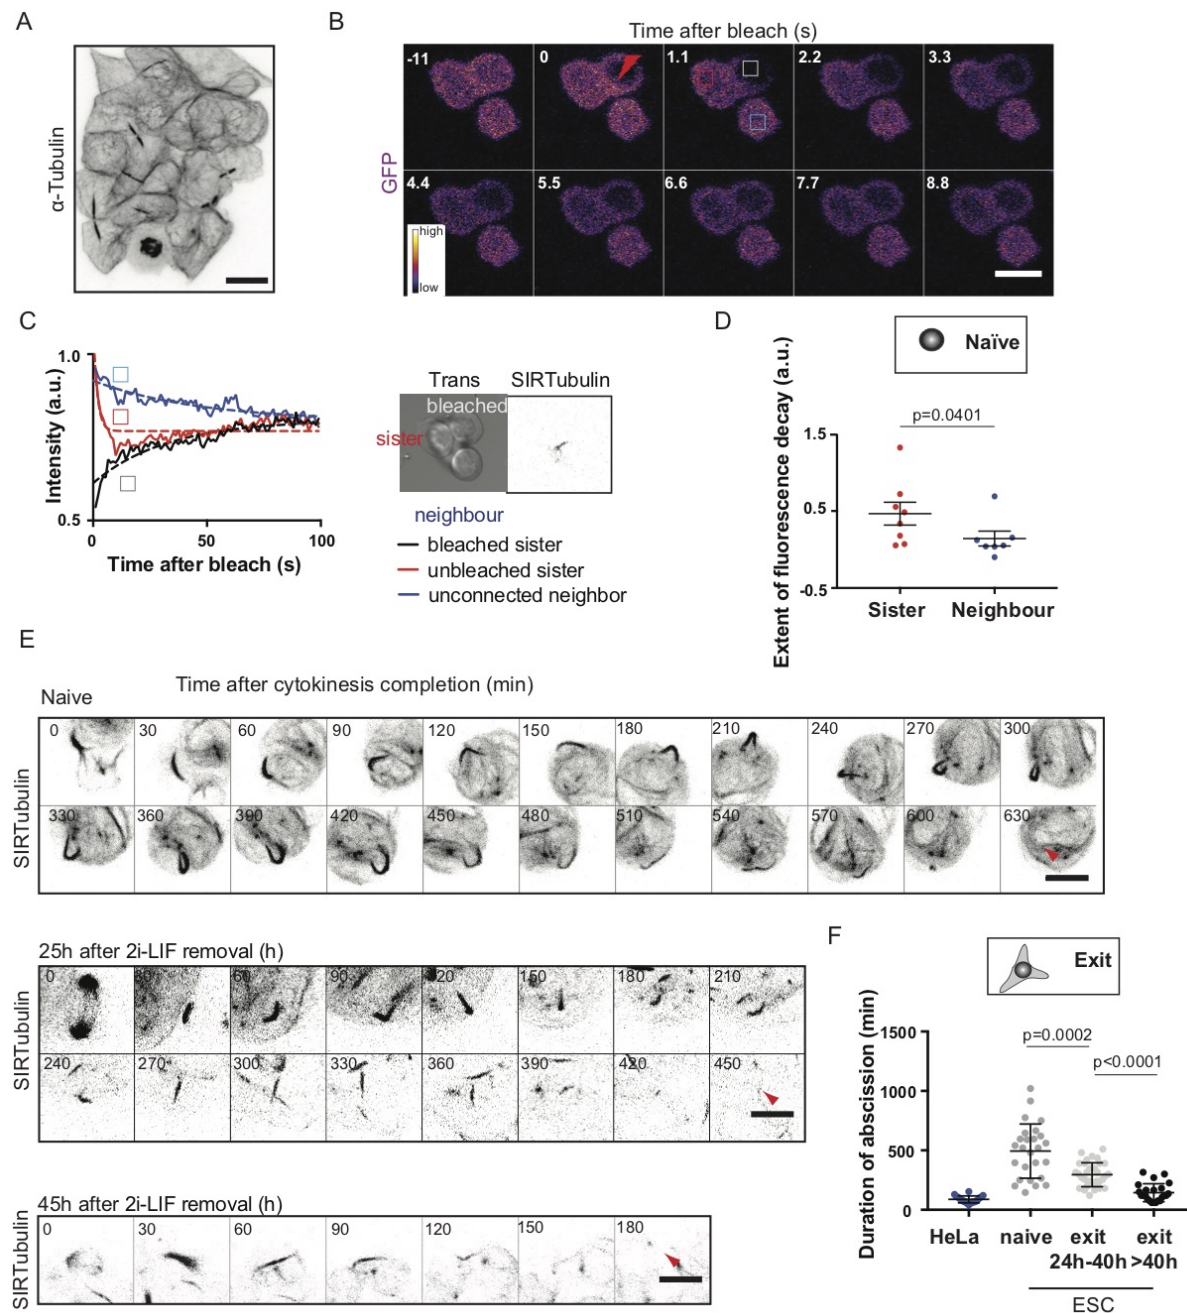 A
α-Tubulin
B
Time after bleach (s)
GFP
-11
0
1.1
2.2
3.3
4.4
5.5
6.6
7.7
8.8
high
low
C
Intensity (a.u.)
1.0
0.5
0
50
100
Time after bleach (s)
Trans
SIRTubulin
bleached
sister
neighbour
bleached sister
unbleached sister
unconnected neighbor
D
Naïve
Extent of fluorescence decay (a.u.)
p=0.0401
1.5
0.5
-0.5
Sister
Neighbour
E
Time after cytokinesis completion (min)
Naive
SIRTubulin
0
30
60
90
120
150
180
210
240
270
300
SIRTubulin
330
360
390
420
450
480
510
540
570
600
630
25h after 2i-LIF removal (h)
SIRTubulin
0
30
60
90
120
150
180
210
240
270
300
330
360
390
420
450
45h after 2i-LIF removal (h)
SIRTubulin
0
30
60
90
120
150
180
F
Exit
Duration of abscission (min)
1500
1000
500
0
p=0.0002
p<0.0001
HeLa
naive
exit
24h-40h
exit
>40h
ESC